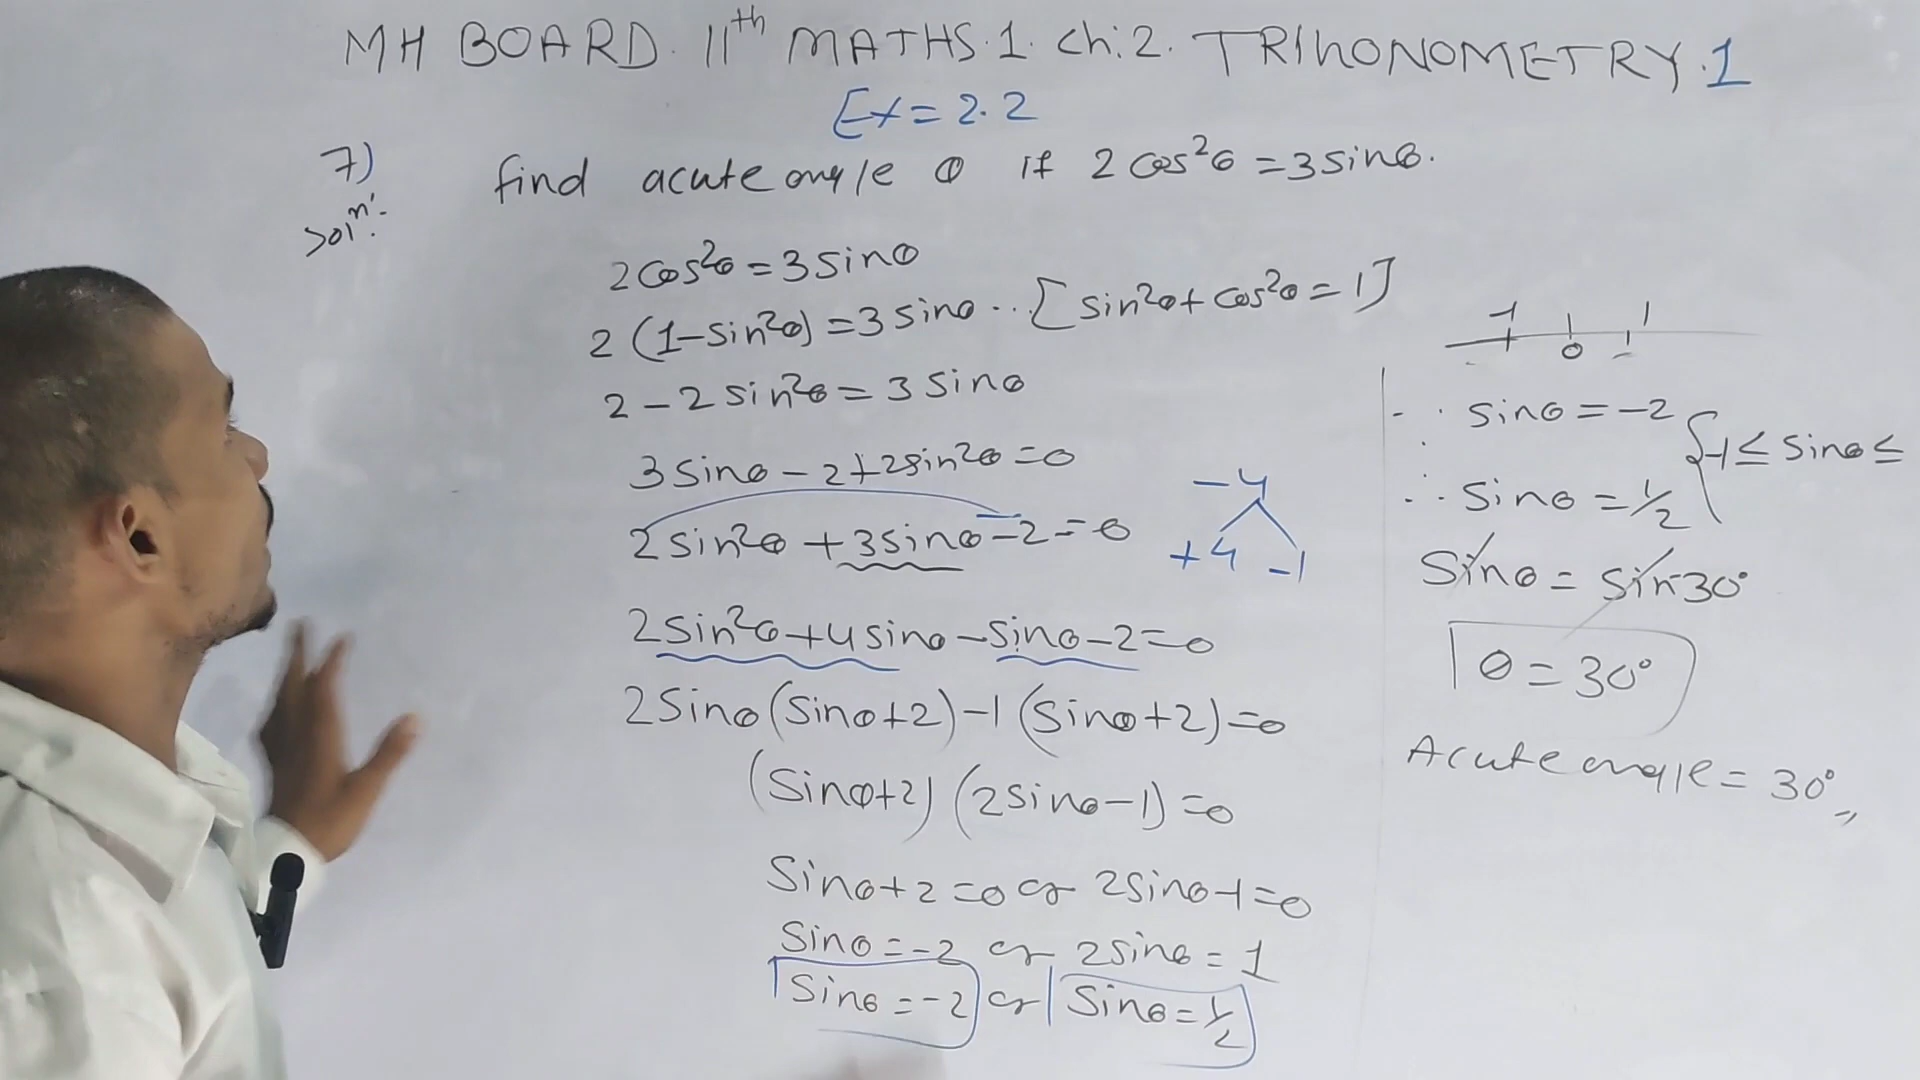 MH BOARD. 11th MATHS.1. Ch:2. TRIGONOMETRY.1
Ex=2.2
7) find acute angle θ if 2cos²θ=3sinθ.
Solⁿ:-
2cos²θ=3sinθ
2(1-sin²θ)=3sinθ...[sin²θ+cos²θ=1]
2-2sin²θ=3sinθ
3sinθ-2+2sin²θ=0
2sin²θ+3sinθ-2=0
-4
+4 -1
2sin²θ+4sinθ-sinθ-2=0
2sinθ(sinθ+2)-1(sinθ+2)=0
(sinθ+2)(2sinθ-1)=0
sinθ+2=0 or 2sinθ-1=0
sinθ=-2 or 2sinθ=1
sinθ=-2 or sinθ=1/2
-1 0 1
∴ sinθ=-2 {-1≤sinθ≤
∴ sinθ=1/2
sinθ=sin30°
θ=30°
Acute angle=30°,,